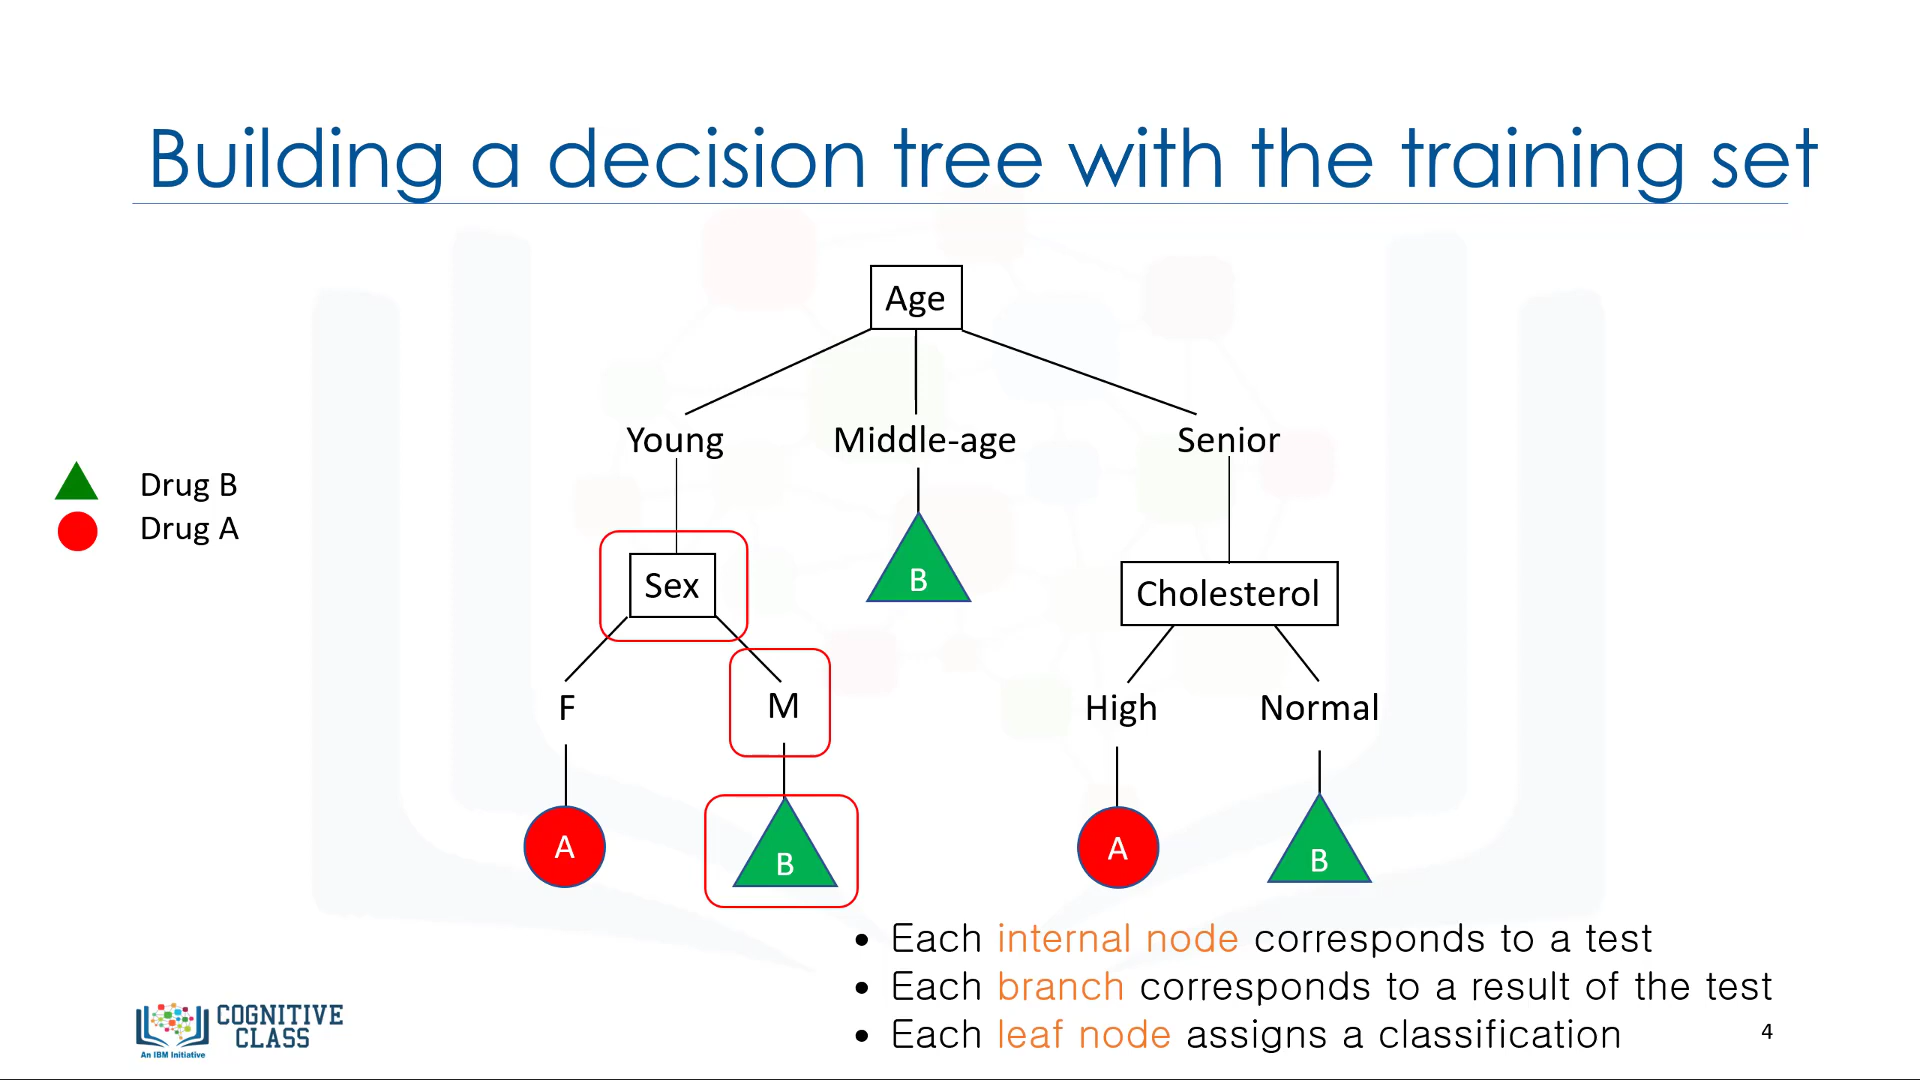 Building a decision tree with the training set
Age
Young Middle-age Senior
Drug B
Drug A
Sex
B
Cholesterol
F M High Normal
A B A B
• Each internal node corresponds to a test
• Each branch corresponds to a result of the test
• Each leaf node assigns a classification
COGNITIVE
CLASS
An IBM Initiative
4